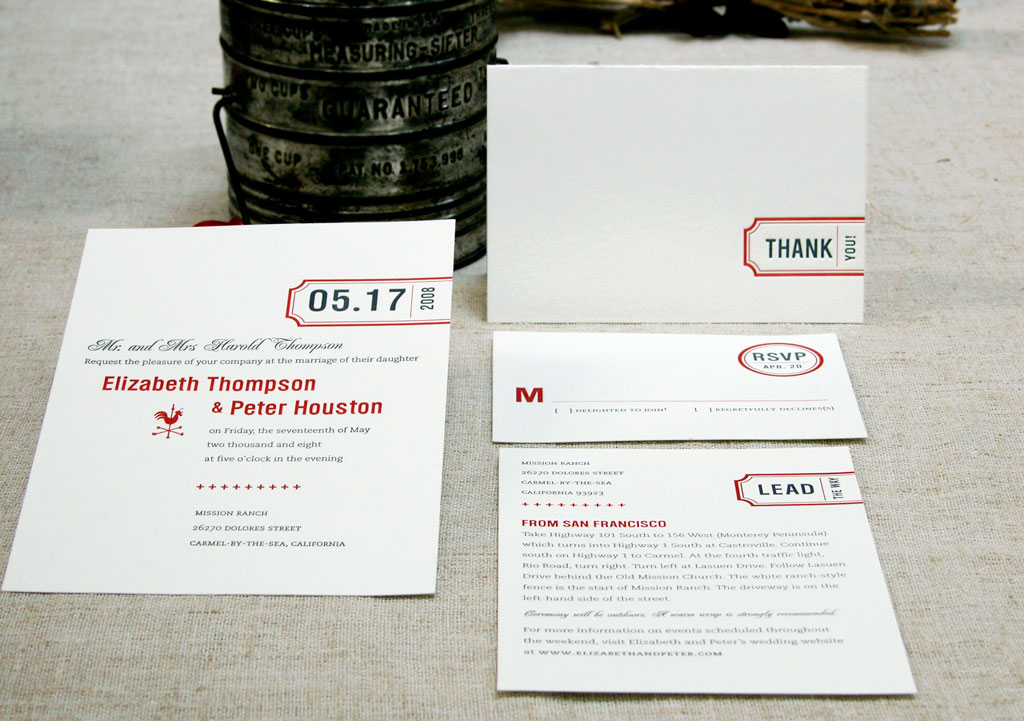 MEASURING-SIFTER
GUARANTEED
PAT. NO. 1,753,995
THANK YOU!
05.17 2008
Mr. and Mrs Harold Thompson
Request the pleasure of your company at the marriage of their daughter
Elizabeth Thompson
& Peter Houston
on Friday, the seventeenth of May
two thousand and eight
at five o'clock in the evening
MISSION RANCH
26270 DOLORES STREET
CARMEL-BY-THE-SEA, CALIFORNIA
RSVP
APR. 20
M
[ ] DELIGHTED TO JOIN! [ ] REGRETFULLY DECLINE(S)
MISSION RANCH
26270 DOLORES STREET
CARMEL-BY-THE-SEA
CALIFORNIA 93923
LEAD THE WAY
FROM SAN FRANCISCO
Take Highway 101 South to 156 West (Monterey Peninsula)
which turns into Highway 1 South at Castroville. Continue
south on Highway 1 to Carmel. At the fourth traffic light,
Rio Road, turn right. Turn left at Lasuen Drive. Follow Lasuen
Drive behind the Old Mission Church. The white ranch-style
fence is the start of Mission Ranch. The driveway is on the
left-hand side of the street.
Ceremony will be outdoors. A warm wrap is strongly recommended.
For more information on events scheduled throughout
the weekend, visit Elizabeth and Peter's wedding website
at WWW.ELIZABETHANDPETER.COM